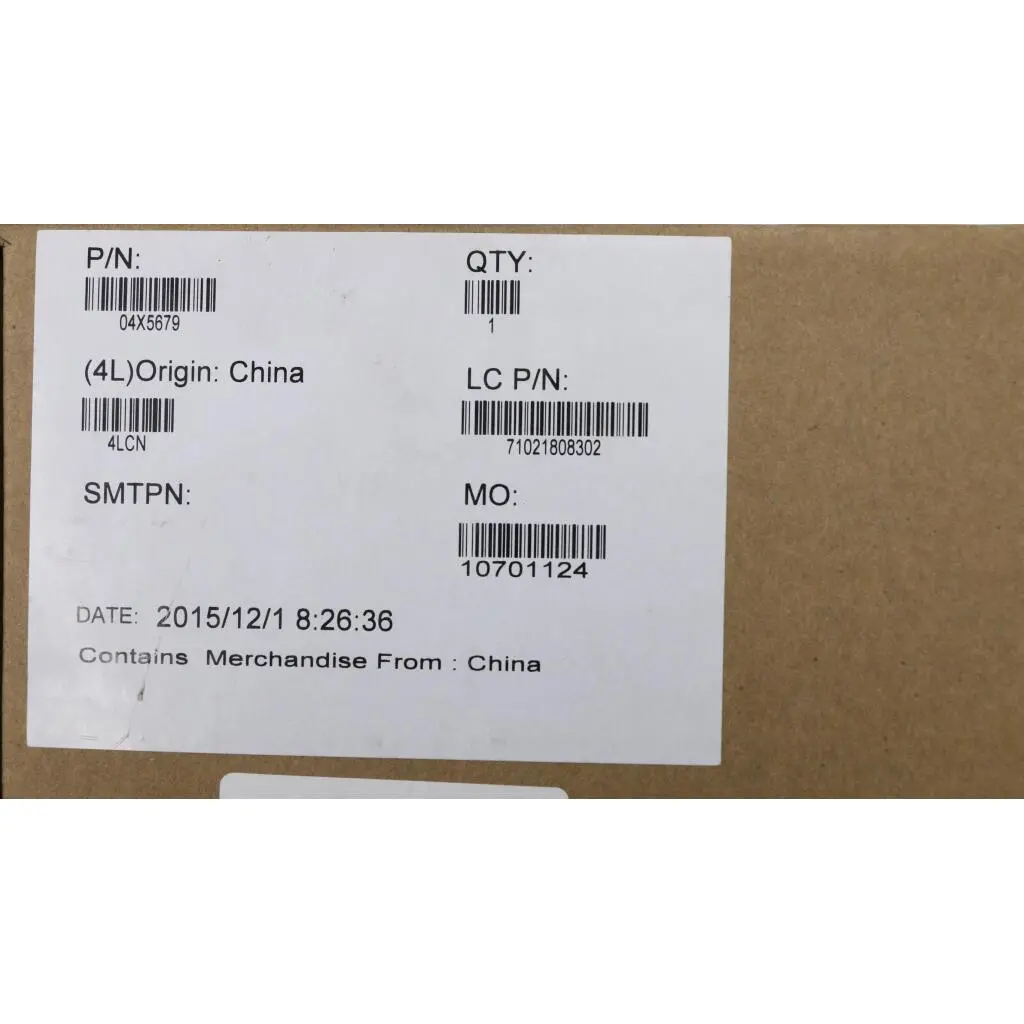 P/N:
04X5679
QTY:
1
(4L)Origin: China
4LCN
LC P/N:
71021808302
SMTPN:
MO:
10701124
DATE: 2015/12/1 8:26:36
Contains Merchandise From : China